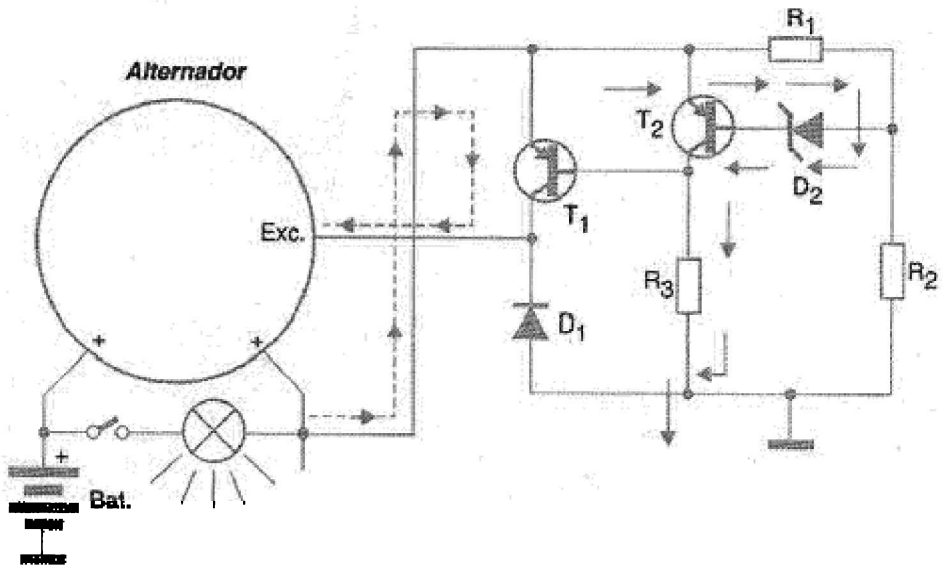 Alternador
R1
T2
D2
T1
Exc.
R3
R2
D1
+
+
+
Bat.